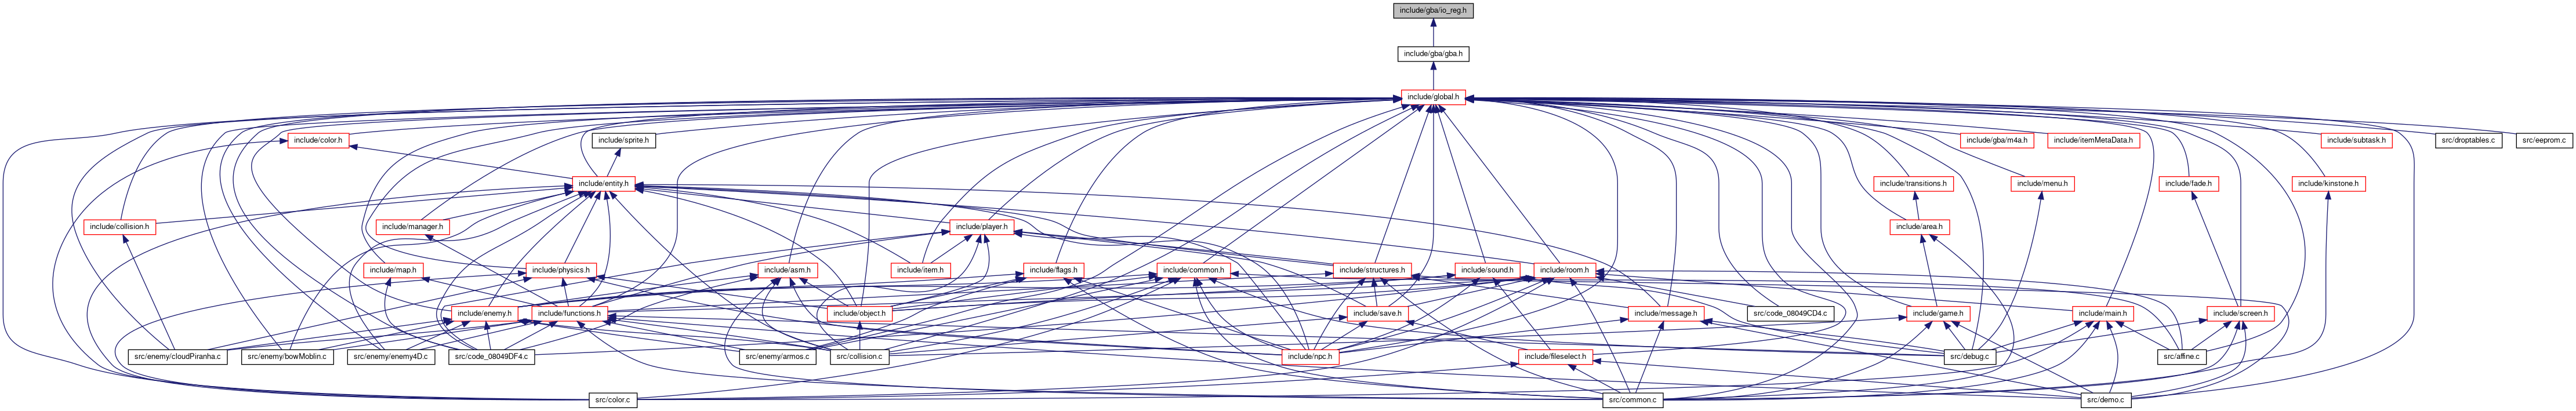 include/gba/io_reg.h
include/gba/gba.h
include/global.h
include/color.h
include/sprite.h
include/gba/m4a.h
include/itemMetaData.h
include/subtask.h
src/droptables.c
src/eeprom.c
include/entity.h
include/transitions.h
include/menu.h
include/fade.h
include/kinstone.h
include/collision.h
include/manager.h
include/player.h
include/area.h
include/map.h
include/physics.h
include/asm.h
include/item.h
include/flags.h
include/common.h
include/structures.h
include/sound.h
include/room.h
include/enemy.h
include/functions.h
include/object.h
include/save.h
include/message.h
src/code_08049CD4.c
include/game.h
include/main.h
include/screen.h
src/enemy/cloudPiranha.c
src/enemy/bowMoblin.c
src/enemy/enemy4D.c
src/code_08049DF4.c
src/enemy/armos.c
src/collision.c
include/npc.h
include/fileselect.h
src/debug.c
src/affine.c
src/color.c
src/common.c
src/demo.c